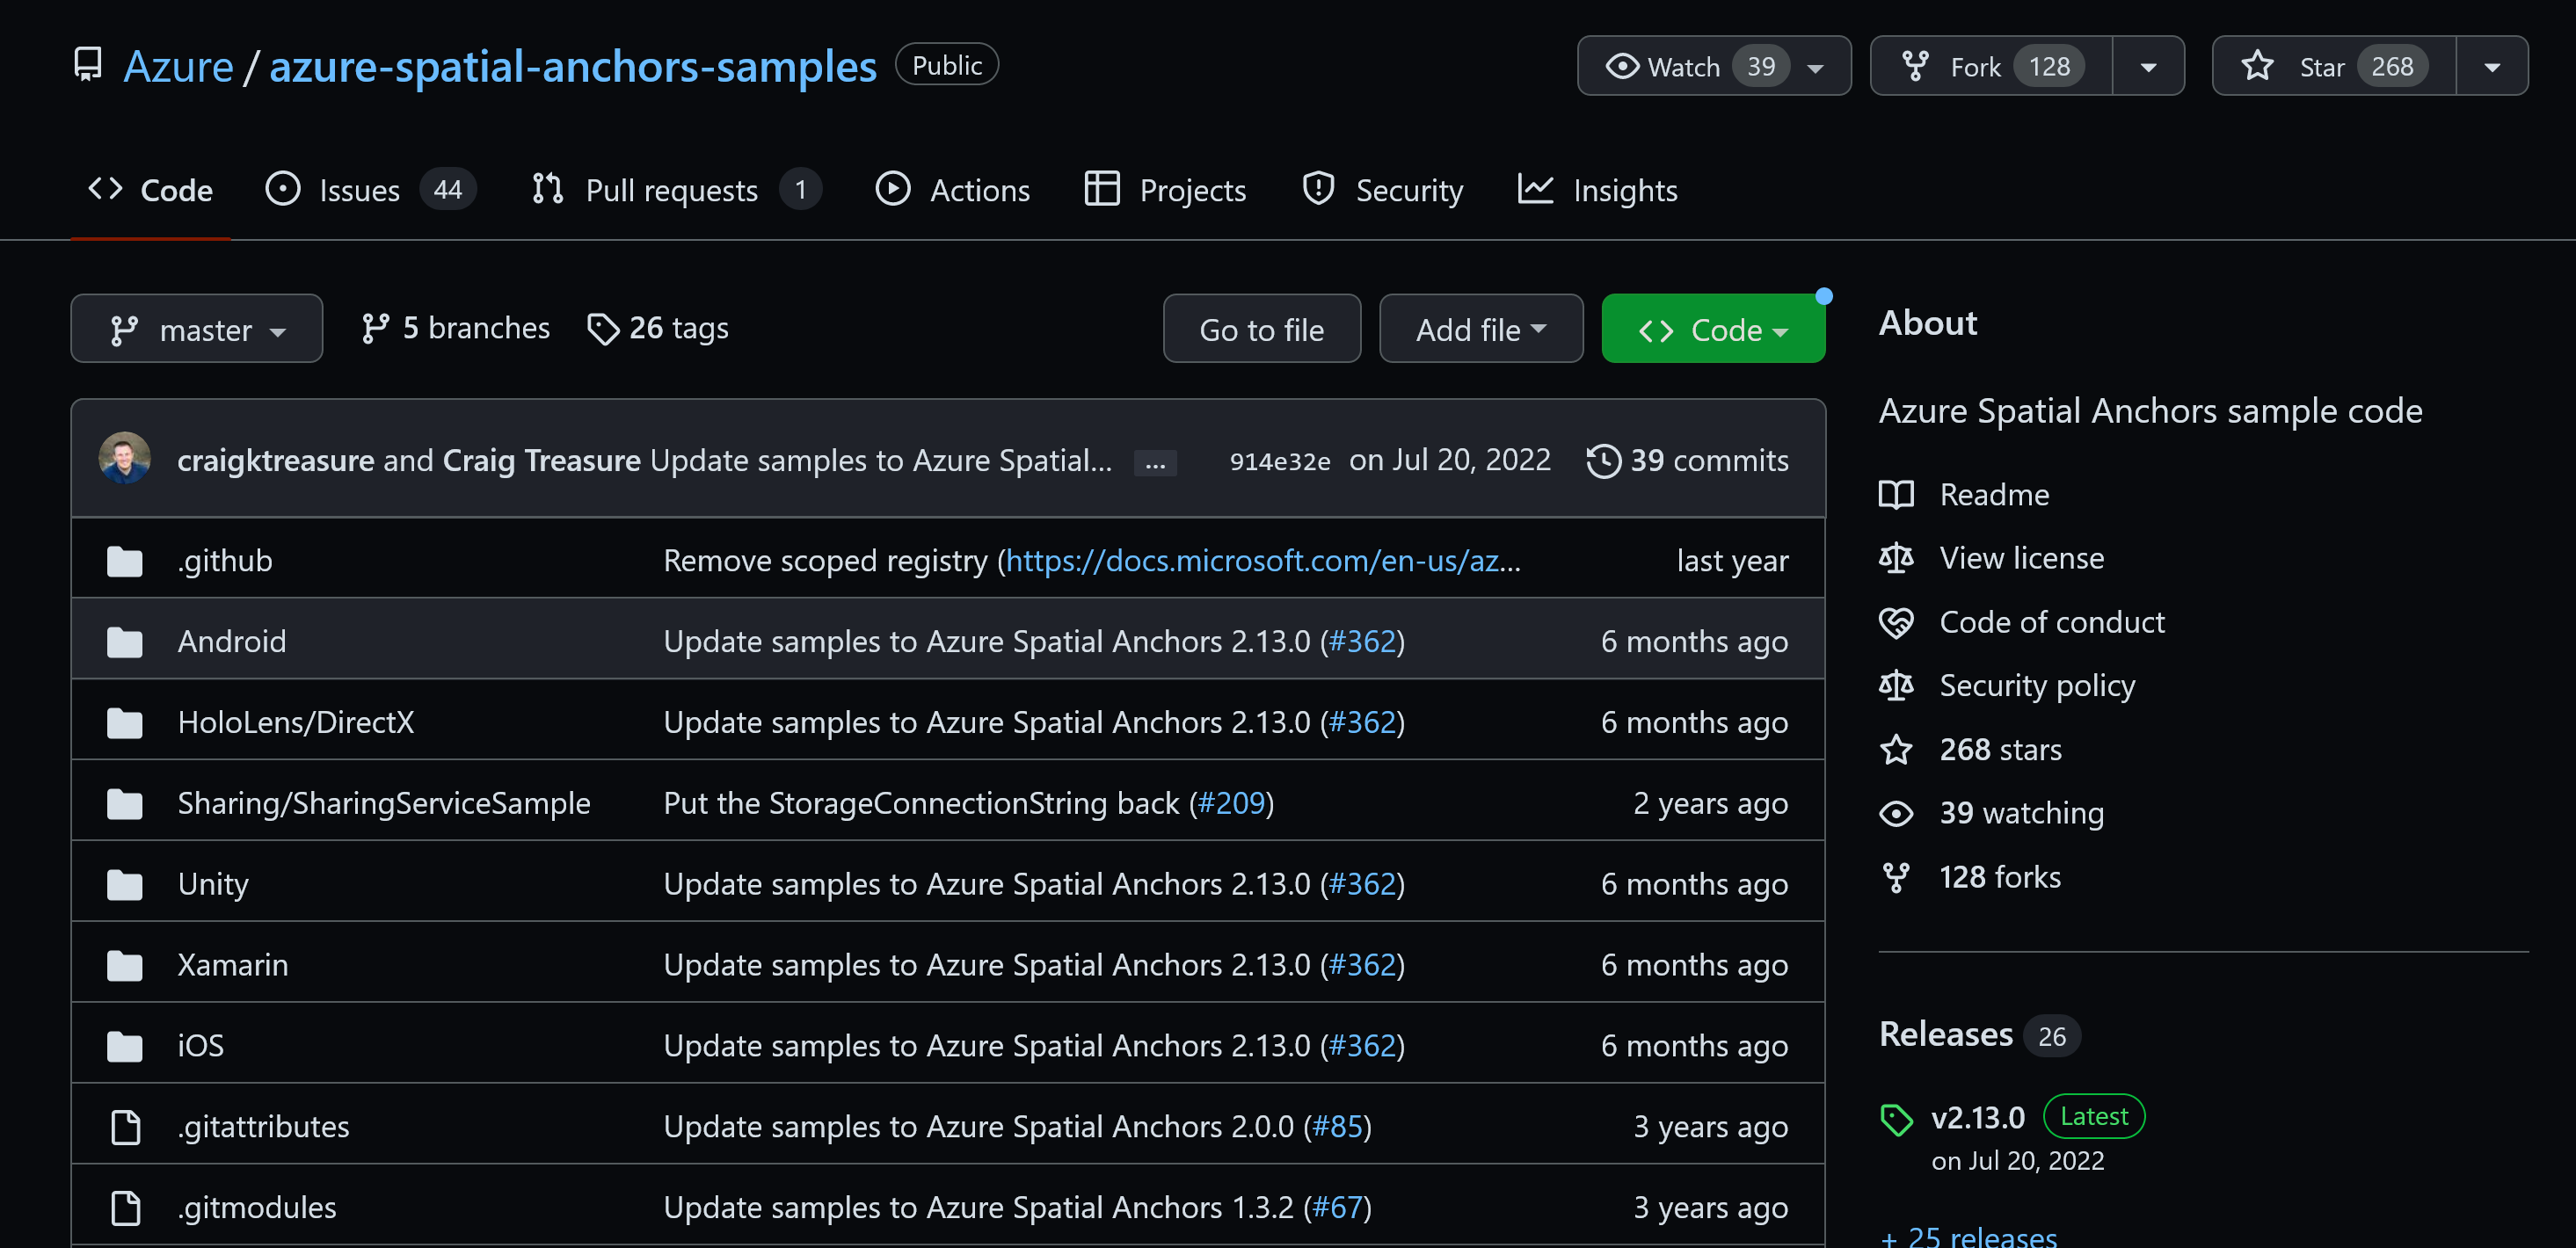 Azure / azure-spatial-anchors-samples Public Watch 39 Fork 128 Star 268
Code Issues 44 Pull requests 1 Actions Projects Security Insights
master 5 branches 26 tags Go to file Add file Code
craigktreasure and Craig Treasure Update samples to Azure Spatial... ... 914e32e on Jul 20, 2022 39 commits
.github Remove scoped registry (https://docs.microsoft.com/en-us/az... last year
Android Update samples to Azure Spatial Anchors 2.13.0 (#362) 6 months ago
HoloLens/DirectX Update samples to Azure Spatial Anchors 2.13.0 (#362) 6 months ago
Sharing/SharingServiceSample Put the StorageConnectionString back (#209) 2 years ago
Unity Update samples to Azure Spatial Anchors 2.13.0 (#362) 6 months ago
Xamarin Update samples to Azure Spatial Anchors 2.13.0 (#362) 6 months ago
iOS Update samples to Azure Spatial Anchors 2.13.0 (#362) 6 months ago
.gitattributes Update samples to Azure Spatial Anchors 2.0.0 (#85) 3 years ago
.gitmodules Update samples to Azure Spatial Anchors 1.3.2 (#67) 3 years ago
About
Azure Spatial Anchors sample code
Readme
View license
Code of conduct
Security policy
268 stars
39 watching
128 forks
Releases 26
v2.13.0 Latest
on Jul 20, 2022
+ 25 releases